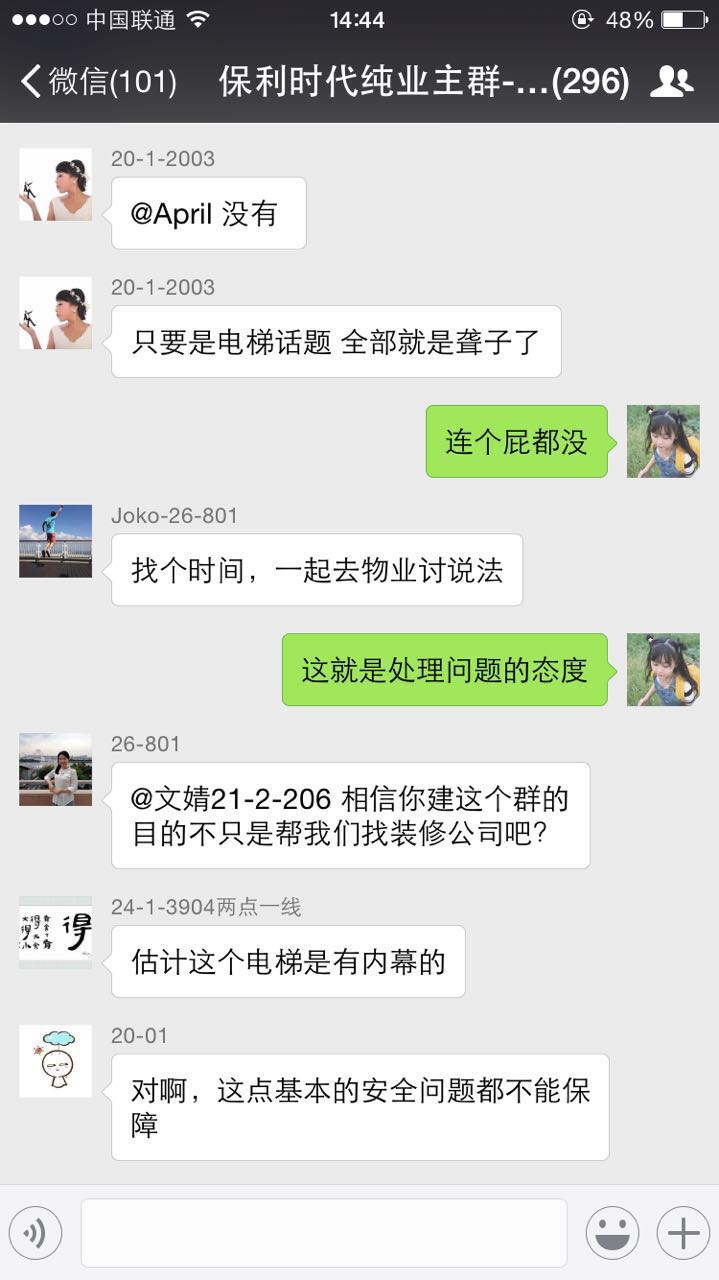 中国联通 14:44 48%
微信(101) 保利时代纯业主群-...(296)
20-1-2003
@April 没有
20-1-2003
只要是电梯话题 全部就是聋子了
连个屁都没
Joko-26-801
找个时间，一起去物业讨说法
这就是处理问题的态度
26-801
@文婧21-2-206 相信你建这个群的
目的不只是帮我们找装修公司吧？
24-1-3904两点一线
得
估计这个电梯是有内幕的
20-01
对啊，这点基本的安全问题都不能保
障